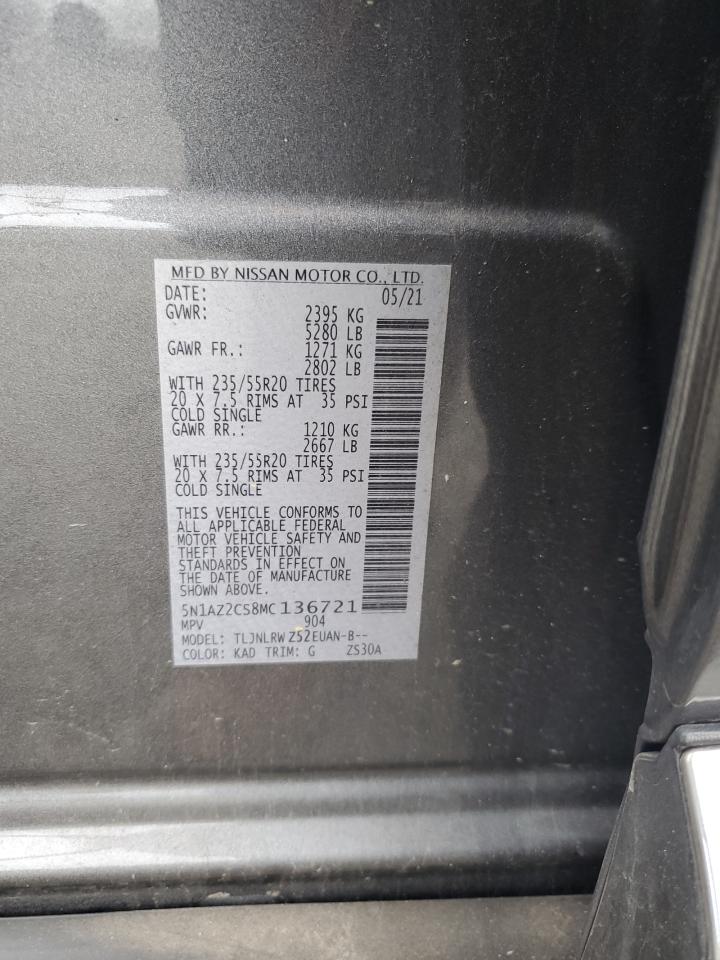 MFD BY NISSAN MOTOR CO., LTD.
DATE: 05/21
GVWR: 2395 KG
5280 LB
GAWR FR.: 1271 KG
2802 LB
WITH 235/55R20 TIRES
20 X 7.5 RIMS AT 35 PSI
COLD SINGLE
GAWR RR.: 1210 KG
2667 LB
WITH 235/55R20 TIRES
20 X 7.5 RIMS AT 35 PSI
COLD SINGLE
THIS VEHICLE CONFORMS TO
ALL APPLICABLE FEDERAL
MOTOR VEHICLE SAFETY AND
THEFT PREVENTION
STANDARDS IN EFFECT ON
THE DATE OF MANUFACTURE
SHOWN ABOVE.
5N1AZ2CS8MC136721
MPV 904
MODEL: TLJNLRW Z52EUAN-B--
COLOR: KAD TRIM: G ZS30A